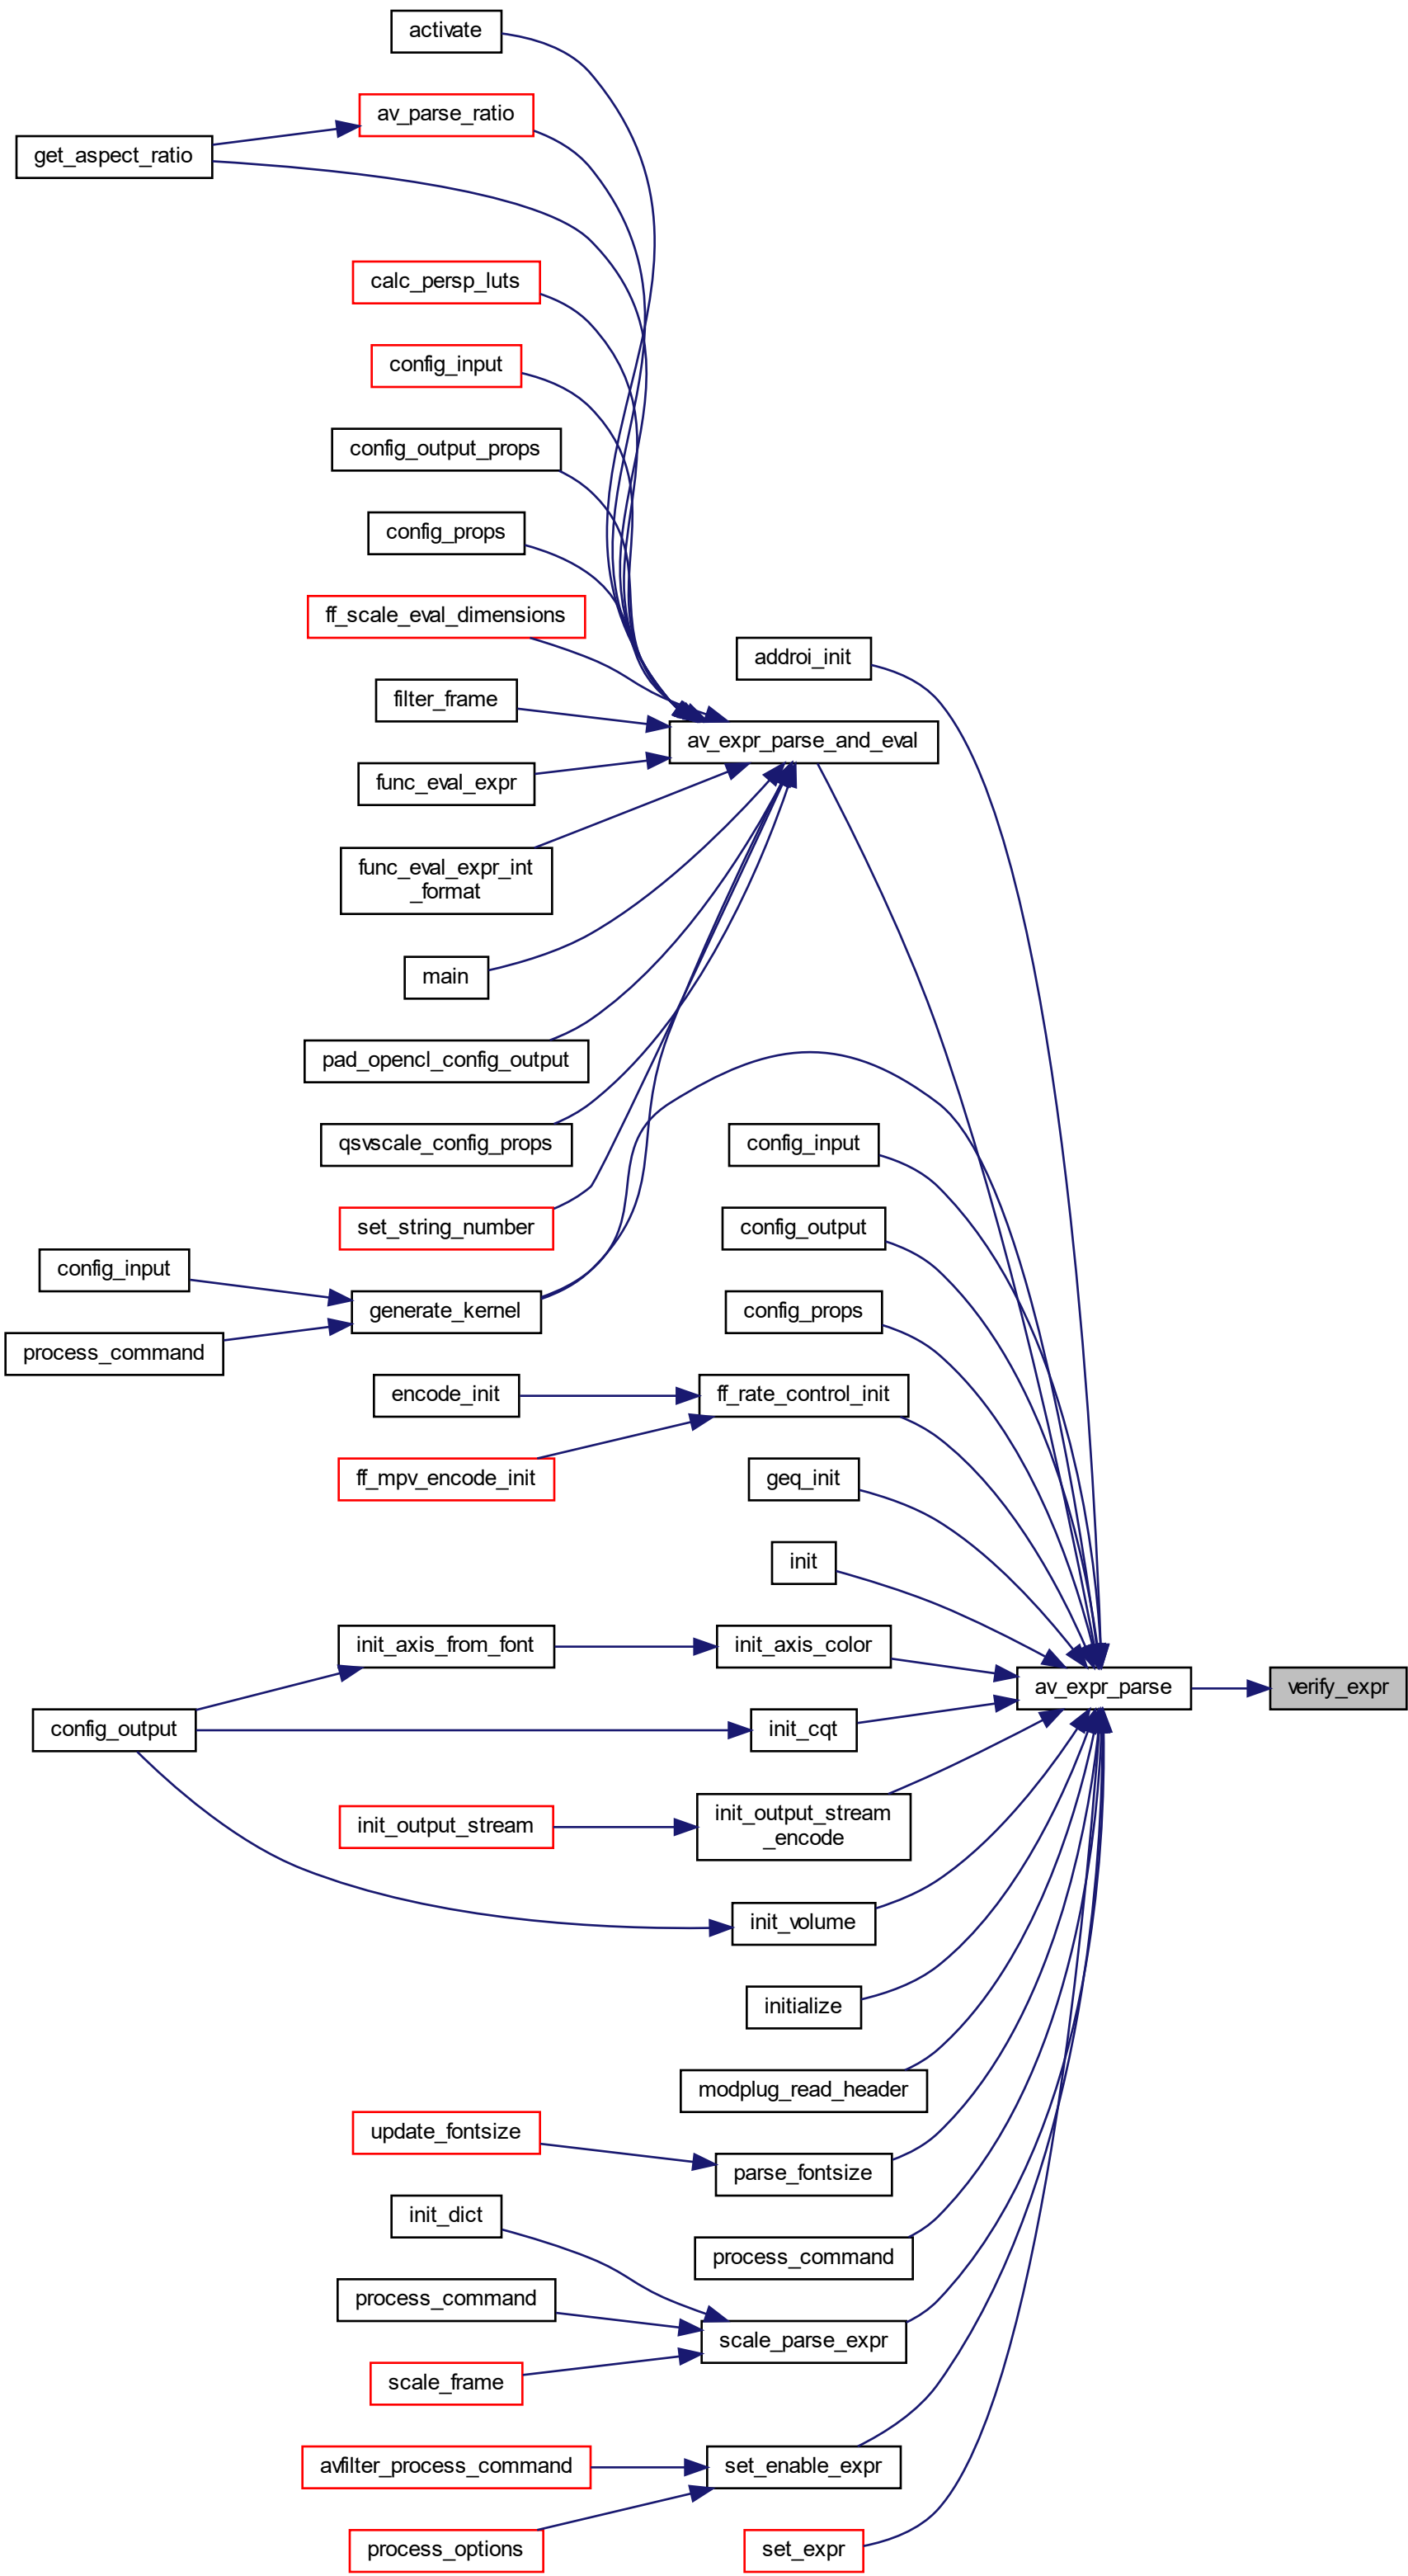 activate
av_parse_ratio
get_aspect_ratio
calc_persp_luts
config_input
config_output_props
config_props
ff_scale_eval_dimensions
addroi_init
filter_frame
av_expr_parse_and_eval
func_eval_expr
func_eval_expr_int
_format
main
pad_opencl_config_output
config_input
qsvscale_config_props
set_string_number
config_output
config_input
generate_kernel
config_props
process_command
encode_init
ff_rate_control_init
ff_mpv_encode_init
geq_init
init
init_axis_from_font
init_axis_color
av_expr_parse
verify_expr
config_output
init_cqt
init_output_stream
init_output_stream
_encode
init_volume
initialize
modplug_read_header
update_fontsize
parse_fontsize
init_dict
process_command
process_command
scale_parse_expr
scale_frame
avfilter_process_command
set_enable_expr
process_options
set_expr